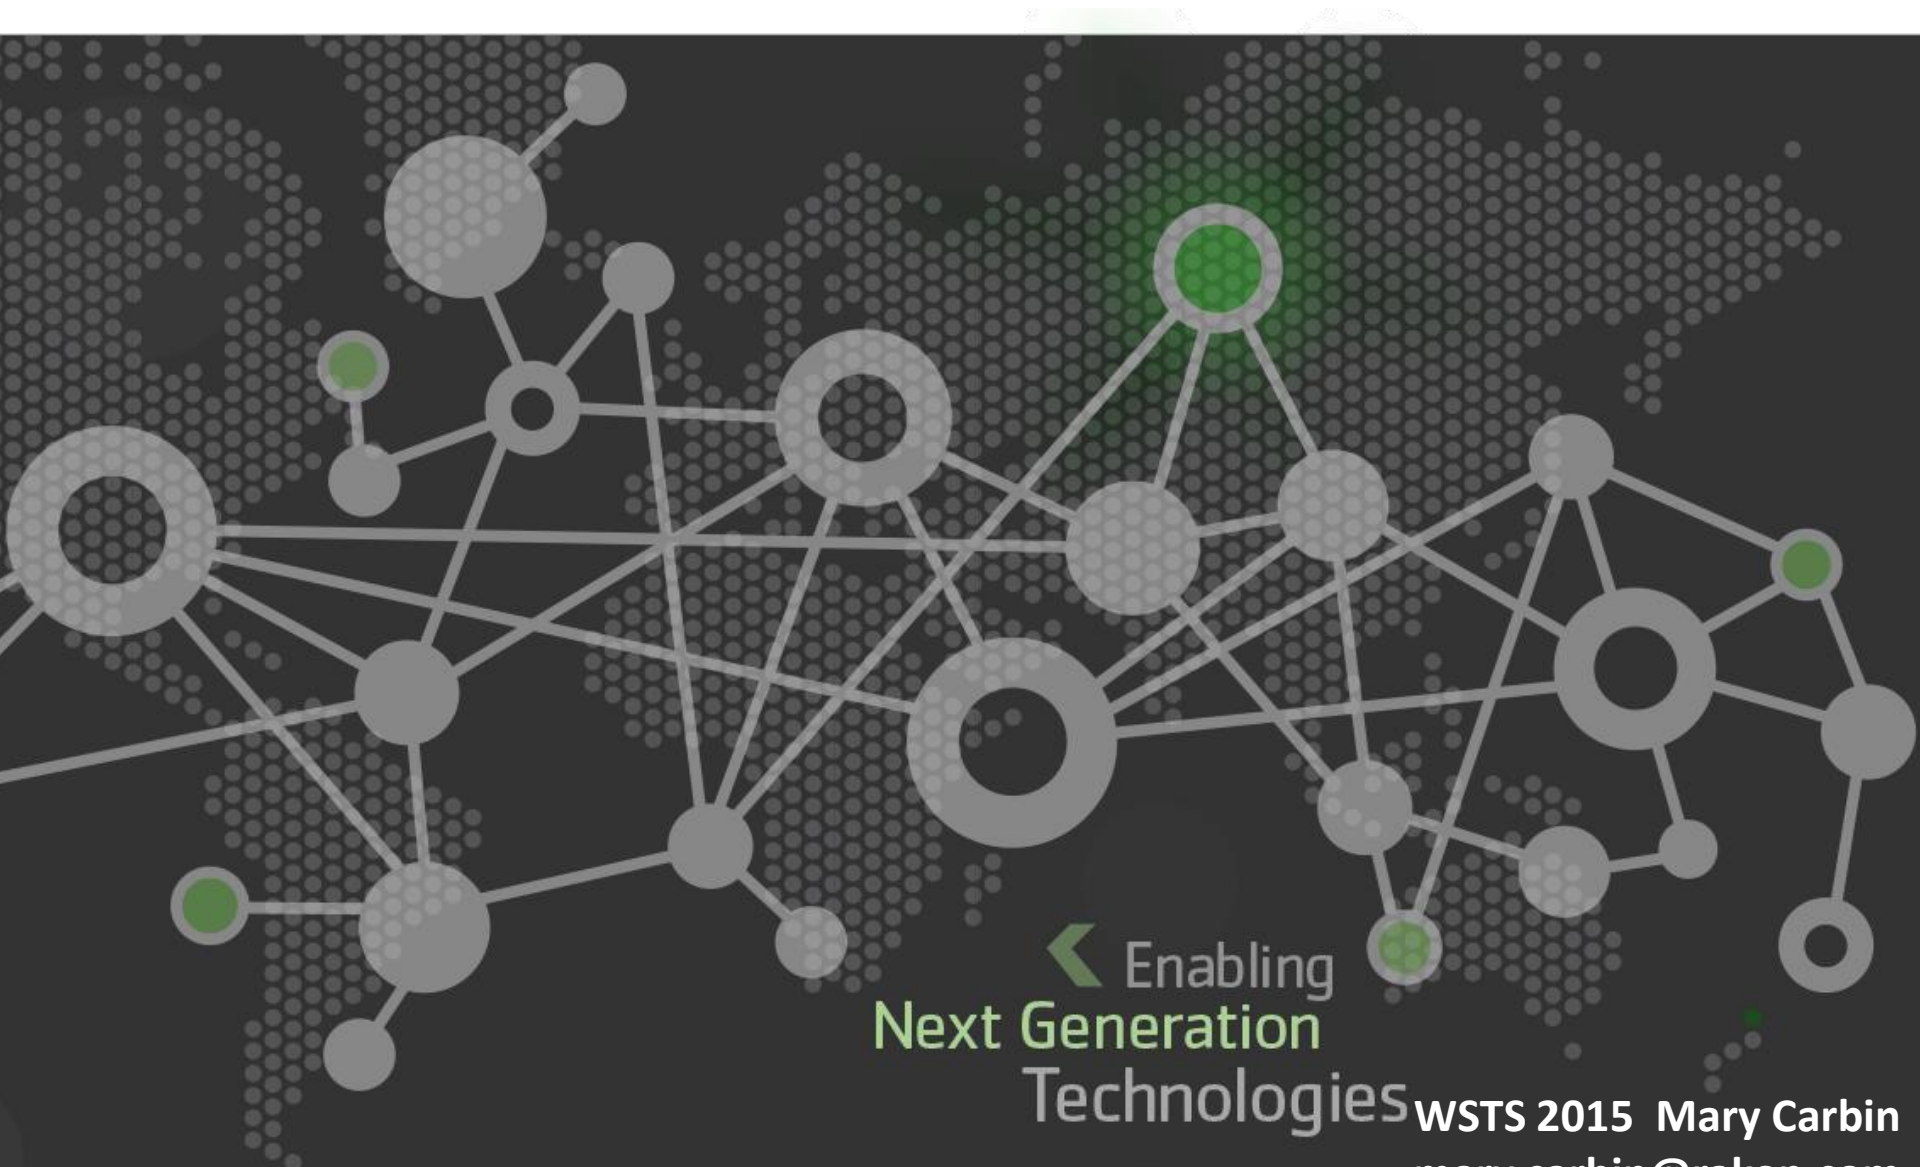 Enabling
Next Generation
Technologies
WSTS 2015 Mary Carbin